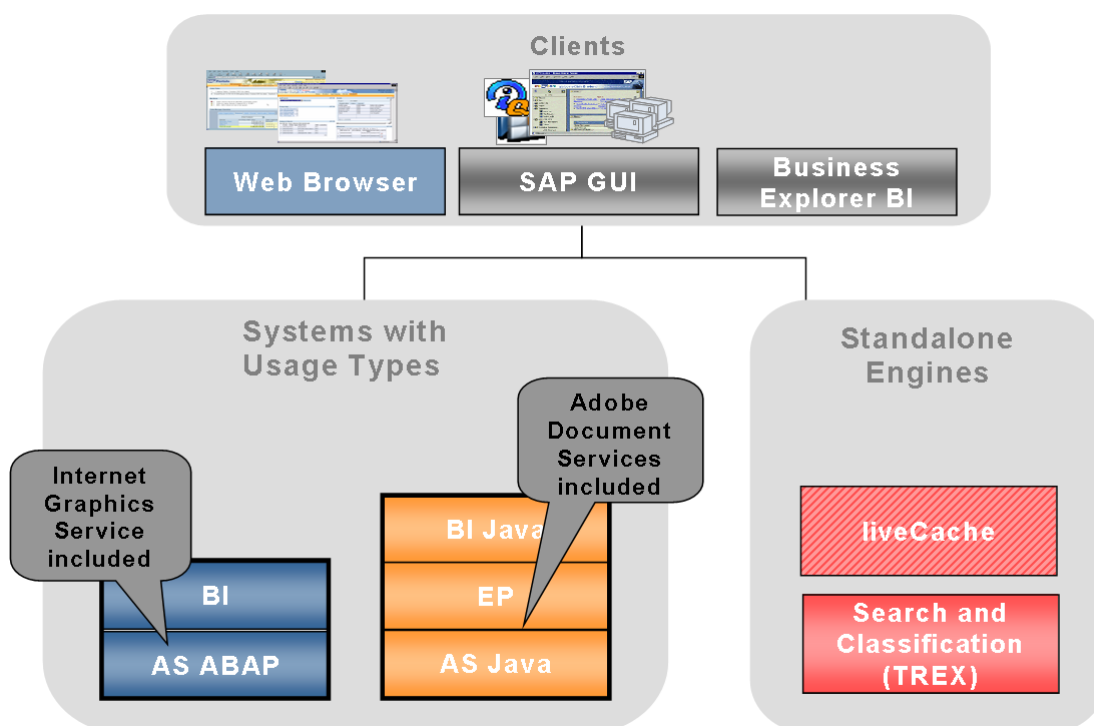 Clients
Web Browser
SAP GUI
Business
Explorer BI
Systems with
Usage Types
Standalone
Engines
Adobe
Document
Services
included
Internet
Graphics
Service
included
BI Java
EP
AS Java
BI
AS ABAP
liveCache
Search and
Classification
(TREX)